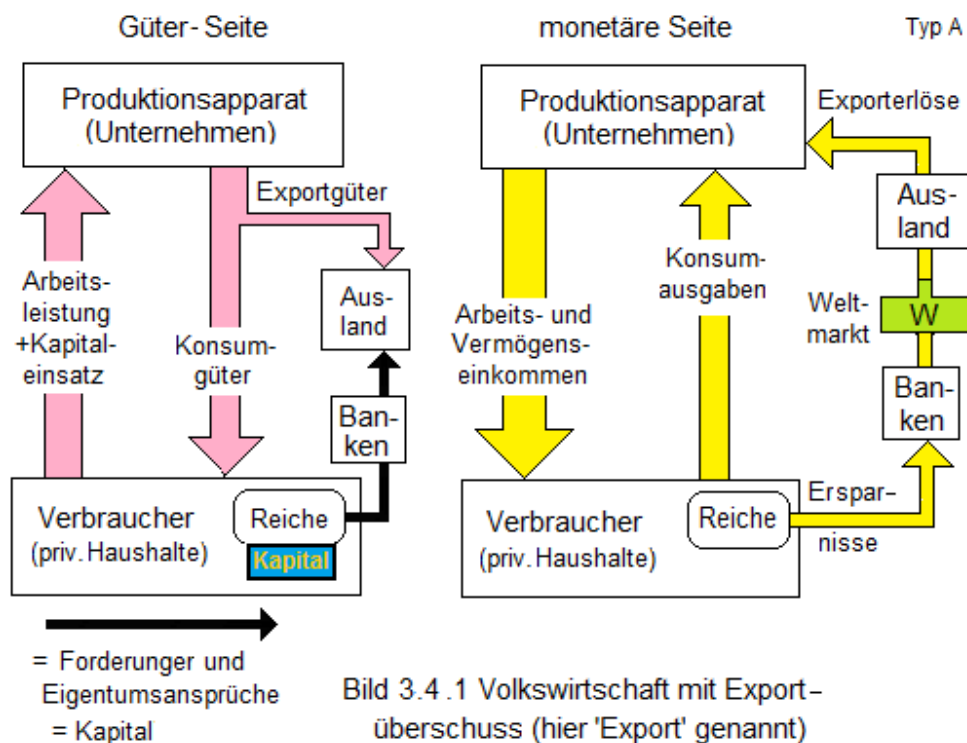 Güter-Seite
monetäre Seite
Typ A
Produktionsapparat
(Unternehmen)
Exportgüter
Arbeits-
leistung
+Kapital-
einsatz
Konsum-
güter
Aus-
land
Ban-
ken
Verbraucher
(priv. Haushalte)
Reiche
Kapital
= Forderunger und
Eigentumsansprüche
= Kapital
Produktionsapparat
(Unternehmen)
Exporterlöse
Aus-
land
Konsum-
ausgaben
Arbeits- und
Vermögens-
einkommen
Welt-
markt
W
Ban-
ken
Verbraucher
(priv. Haushalte)
Reiche
Erspar-
nisse
Bild 3.4.1 Volkswirtschaft mit Export-
überschuss (hier 'Export' genannt)